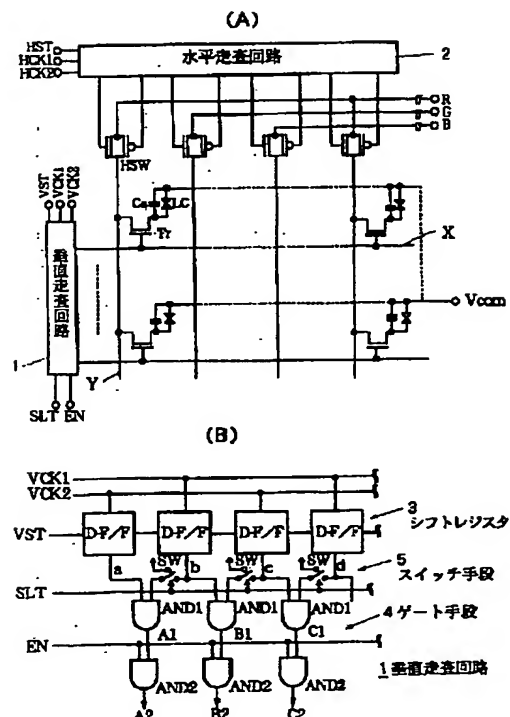 (A)
HST
HCK1
HCK2
水平走査回路
2
R
G
B
HSW
VST
VCK1
VCK2
Cs
LC
Tr
X
垂直走査回路
Vcom
1
Y
SLT
EN
(B)
VCK1
VCK2
VST
D-F/F
D-F/F
D-F/F
D-F/F
3
シフトレジスタ
a
SW
b
SW
c
SW
d
5
スイッチ手段
SLT
AND1
AND1
AND1
4 ゲート手段
A1
B1
C1
EN
1 垂直走査回路
AND2
AND2
AND2
A2
B2
C2